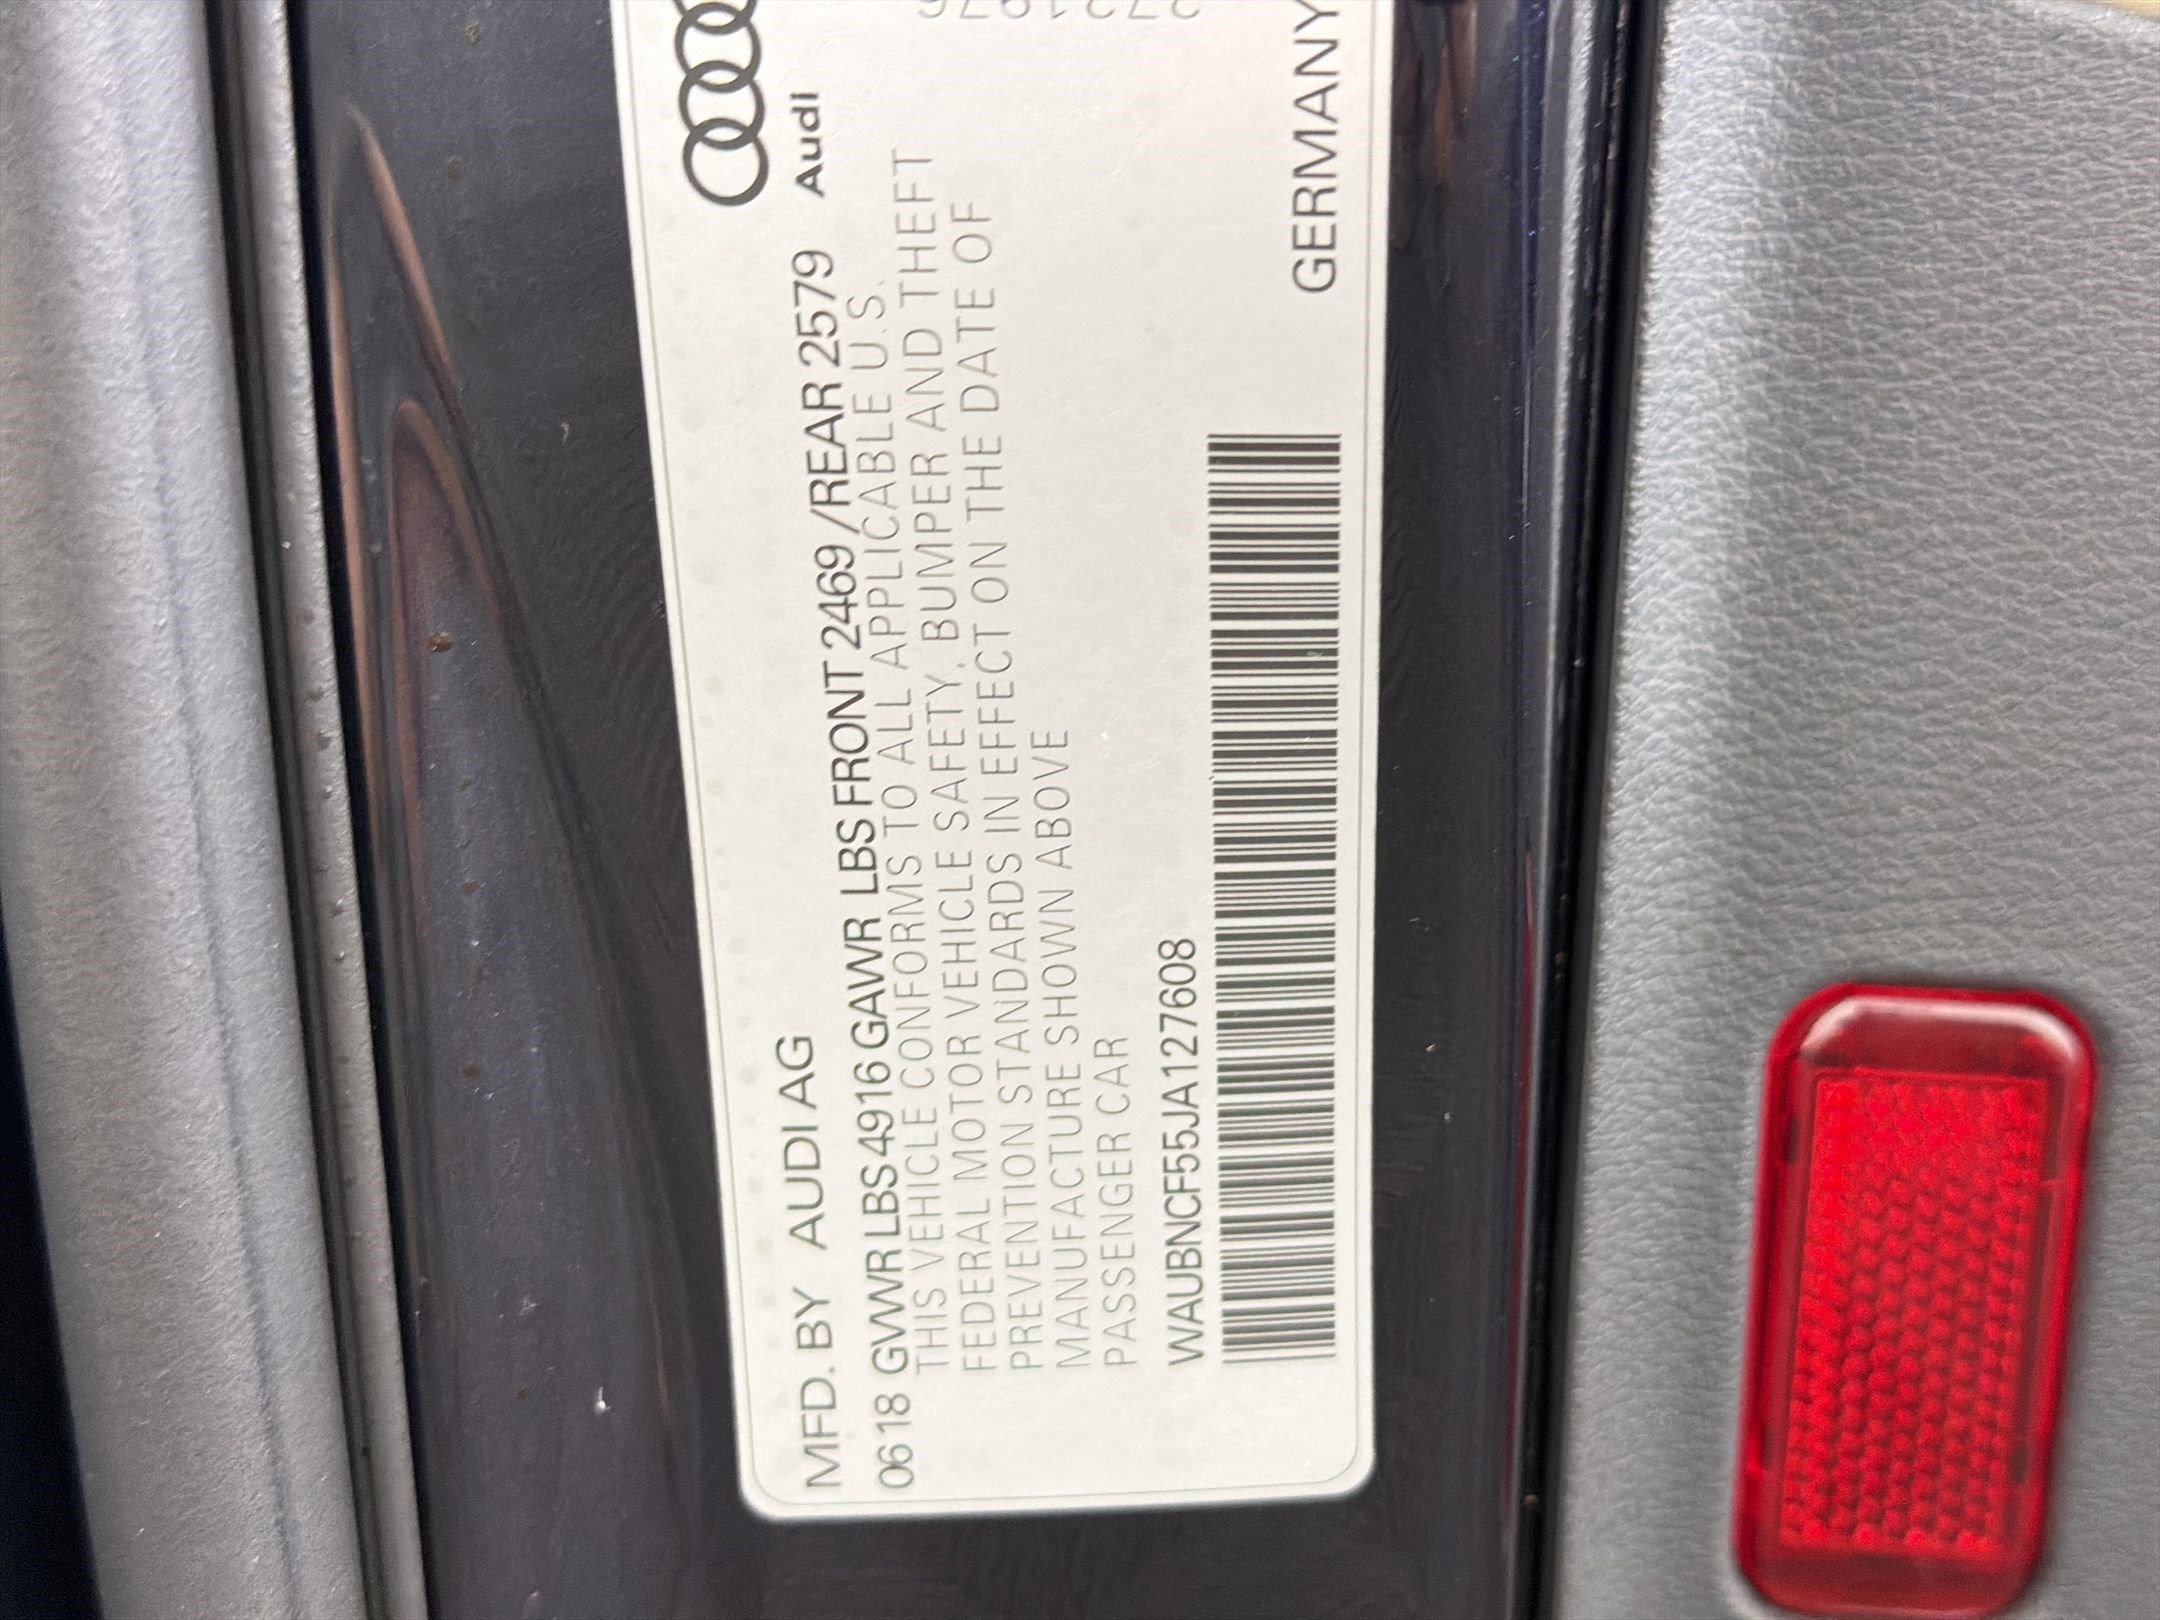 MFD. BY AUDI AG
0618 GVWR LBS 4916 GAWR LBS FRONT 2469 /REAR 2579
THIS VEHICLE CONFORMS TO ALL APPLICABLE U.S.
FEDERAL MOTOR VEHICLE SAFETY, BUMPER AND THEFT
PREVENTION STANDARDS IN EFFECT ON THE DATE OF
MANUFACTURE SHOWN ABOVE
PASSENGER CAR
Audi
WAUBNCF55JA127608
GERMANY